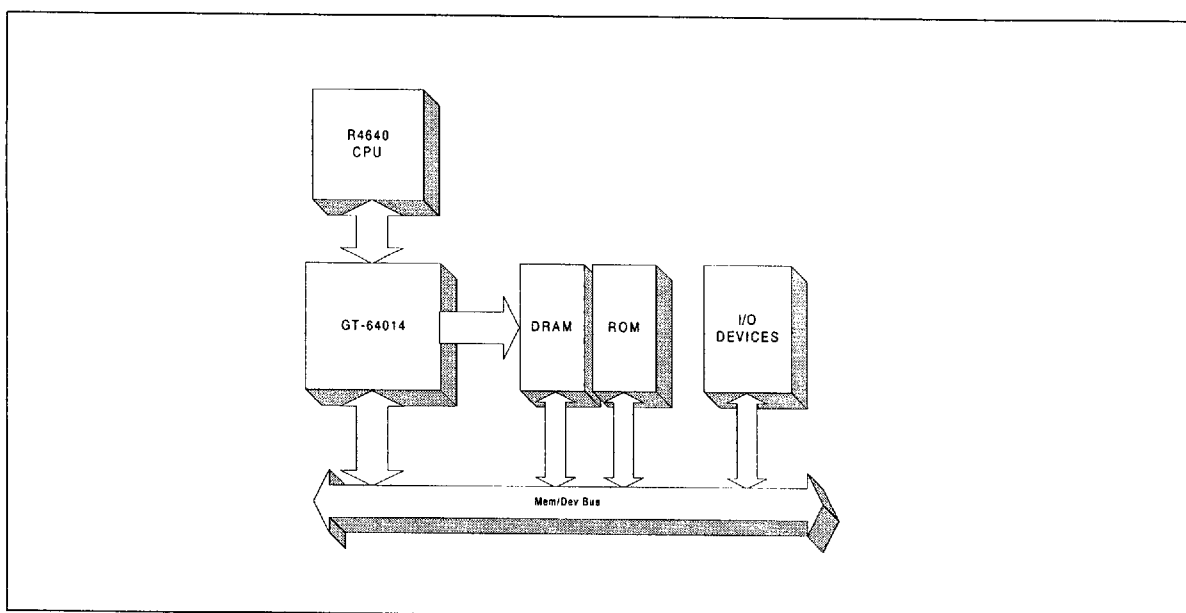 R4640
CPU
GT-64014
DRAM
ROM
I/O
DEVICES
Mem/Dev Bus